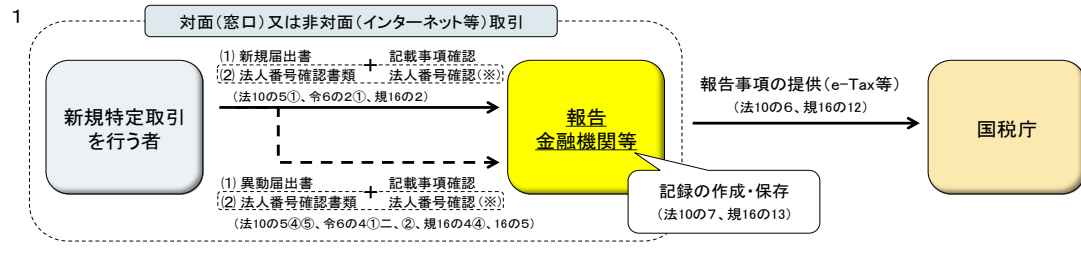 1
対面(窓口)又は非対面(インターネット等)取引
(1) 新規届出書 + 記載事項確認
(2) 法人番号確認書類 法人番号確認(※)
(法10の5①、令6の2①、規16の2)
新規特定取引
を行う者
報告
金融機関等
報告事項の提供(e-Tax等)
(法10の6、規16の12)
国税庁
(1) 異動届出書 + 記載事項確認
(2) 法人番号確認書類 法人番号確認(※)
(法10の5④⑤、令6の4①二、②、規16の4④、16の5)
記録の作成・保存
(法10の7、規16の13)